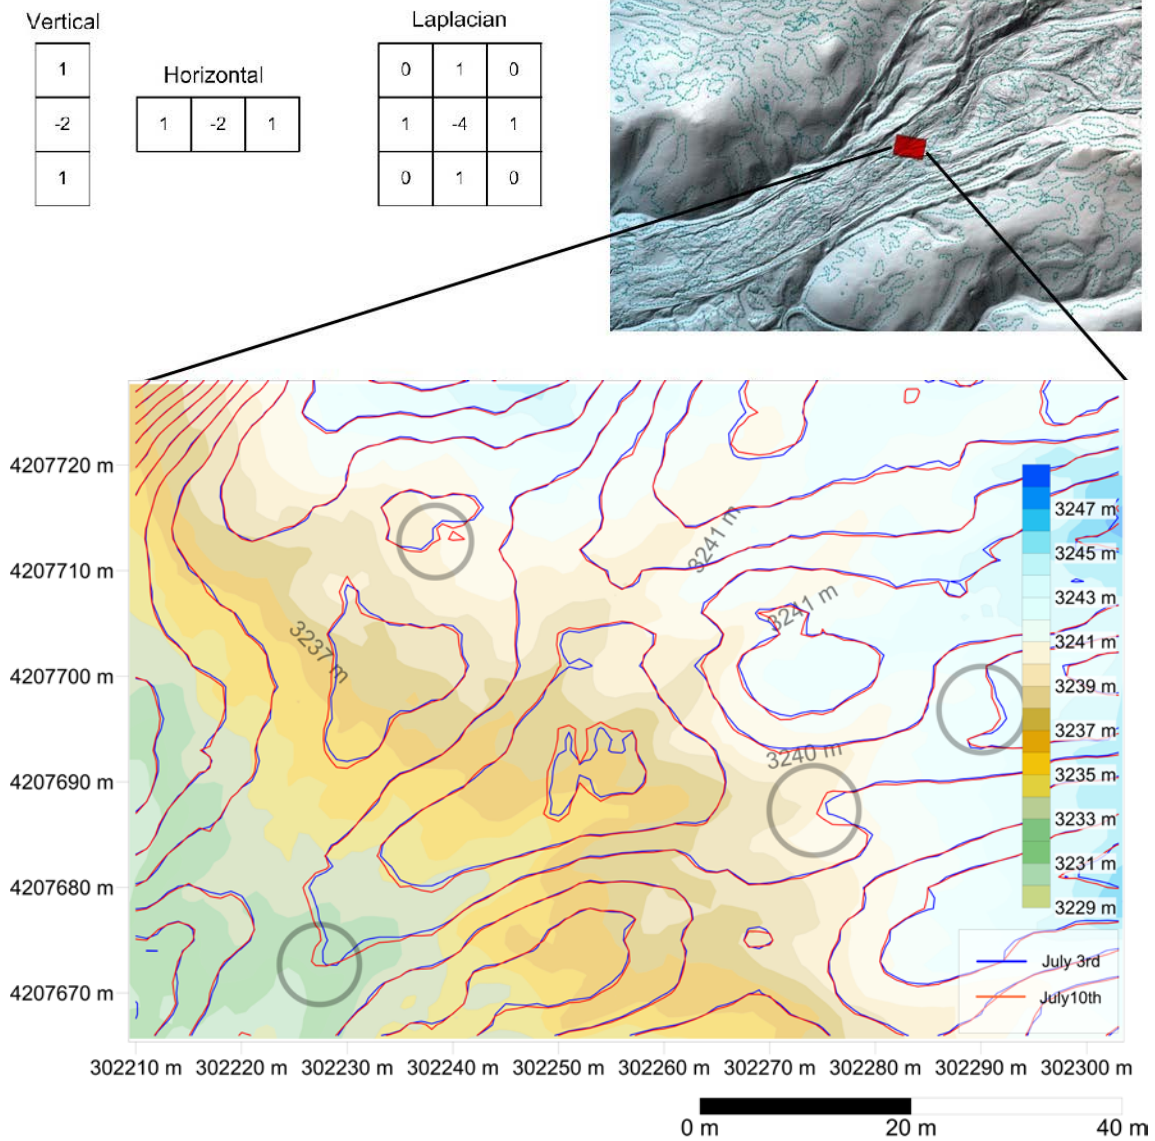 Vertical
1
-2
1
Horizontal
1 -2 1
Laplacian
0 1 0
1 -4 1
0 1 0
4207720 m
4207710 m
4207700 m
4207690 m
4207680 m
4207670 m
3237 m
3241 m
3241 m
3240 m
3247 m
3245 m
3243 m
3241 m
3239 m
3237 m
3235 m
3233 m
3231 m
3229 m
July 3rd
July10th
302210 m 302220 m 302230 m 302240 m 302250 m 302260 m 302270 m 302280 m 302290 m 302300 m
0 m 20 m 40 m